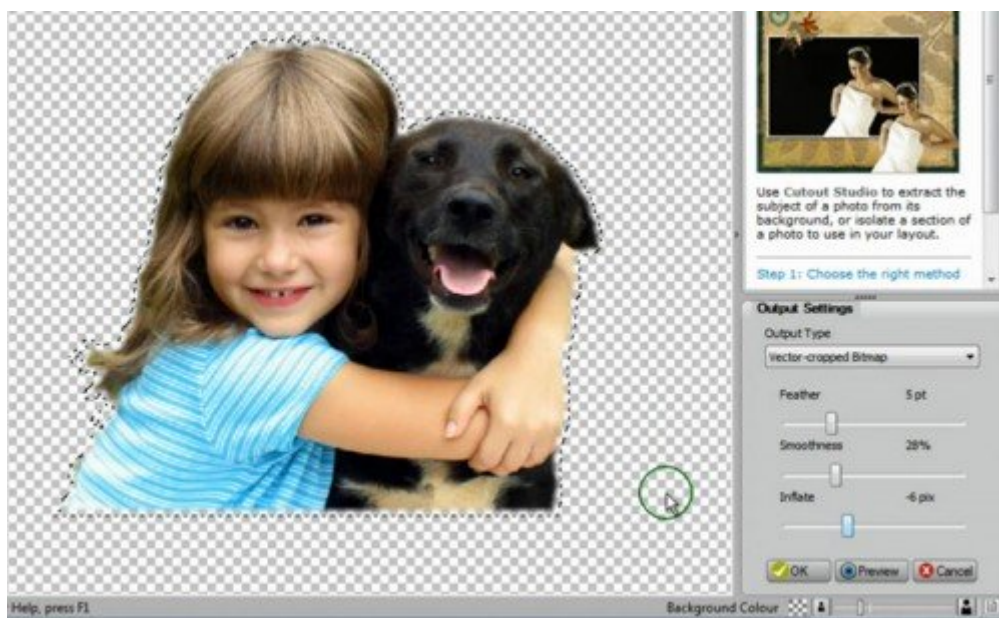 Use Cutout Studio to extract the
subject of a photo from its
background, or isolate a section of
a photo to use in your layout.
Step 1: Choose the right method
Output Settings
Output Type
Vector-cropped Bitmap
Feather 5 pt
Smoothness 28%
Inflate -6 pix
OK Preview Cancel
Help, press F1
Background Colour